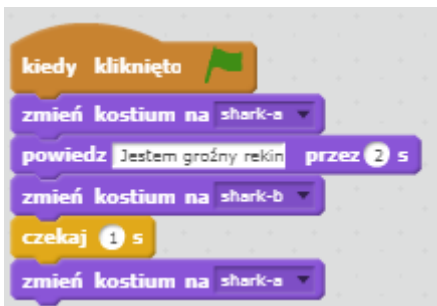 kiedy kliknięto
zmień kostium na shark-a
powiedz Jestem groźny rekin przez 2 s
zmień kostium na shark-b
czekaj 1 s
zmień kostium na shark-a